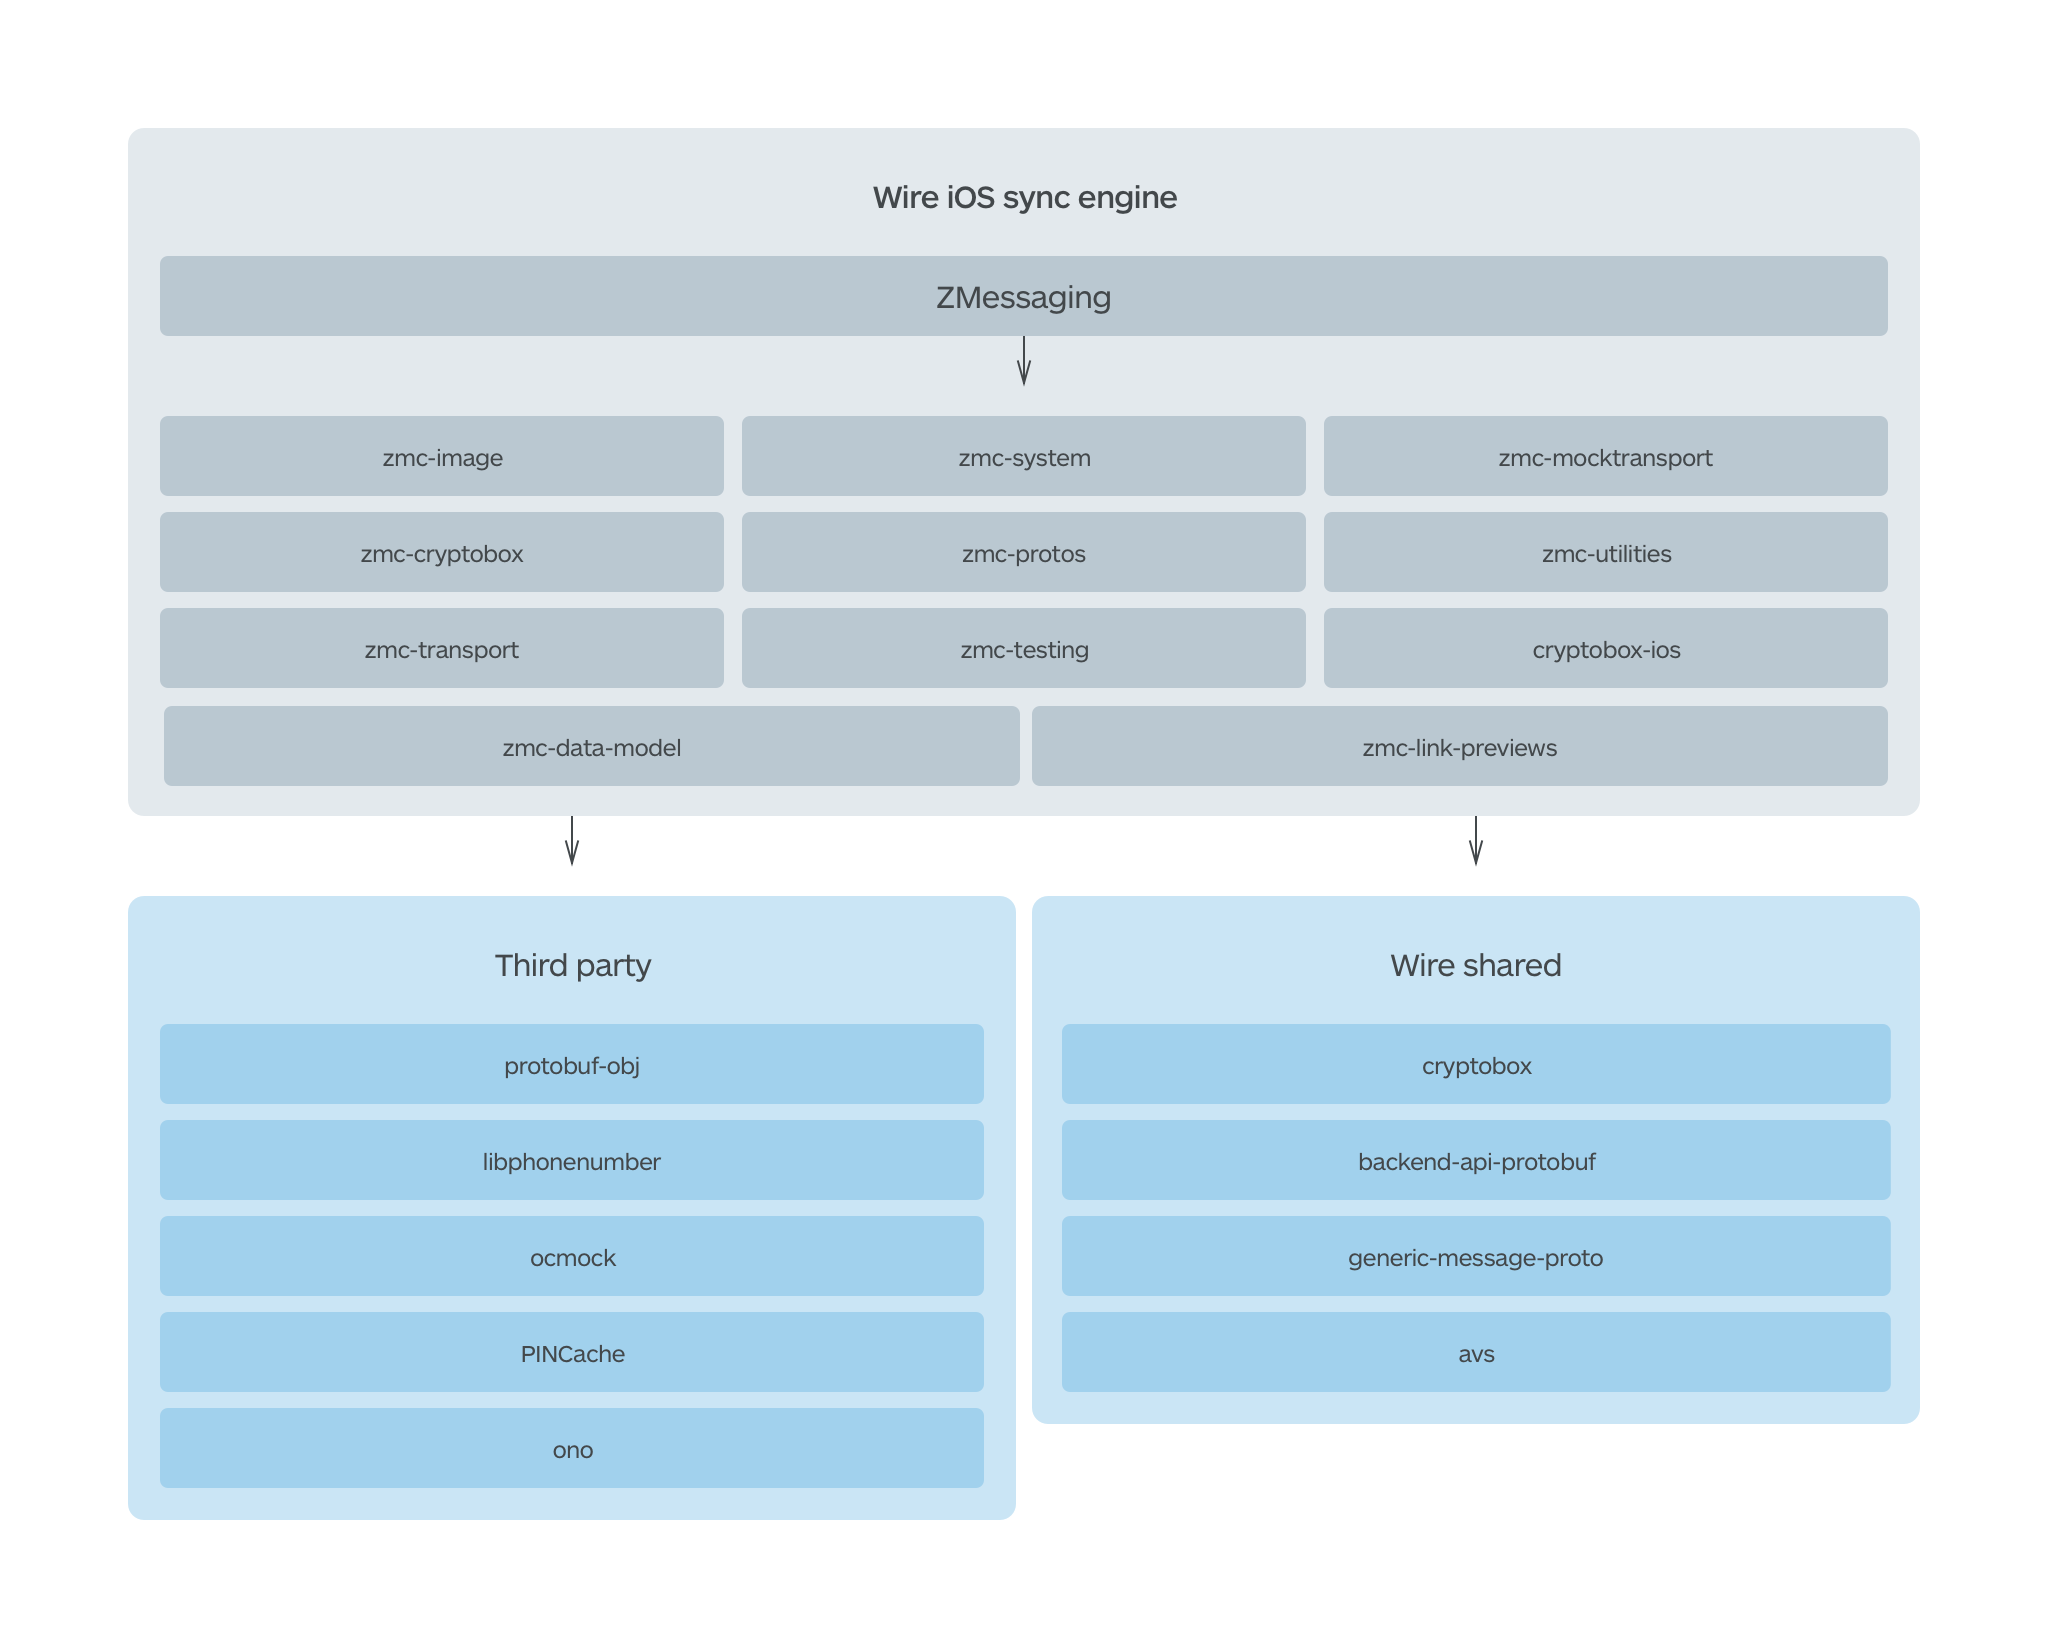 Wire iOS sync engine
ZMessaging
zmc-image
zmc-system
zmc-mocktransport
zmc-cryptobox
zmc-protos
zmc-utilities
zmc-transport
zmc-testing
cryptobox-ios
zmc-data-model
zmc-link-previews
Third party
protobuf-obj
libphonenumber
ocmock
PINCache
ono
Wire shared
cryptobox
backend-api-protobuf
generic-message-proto
avs